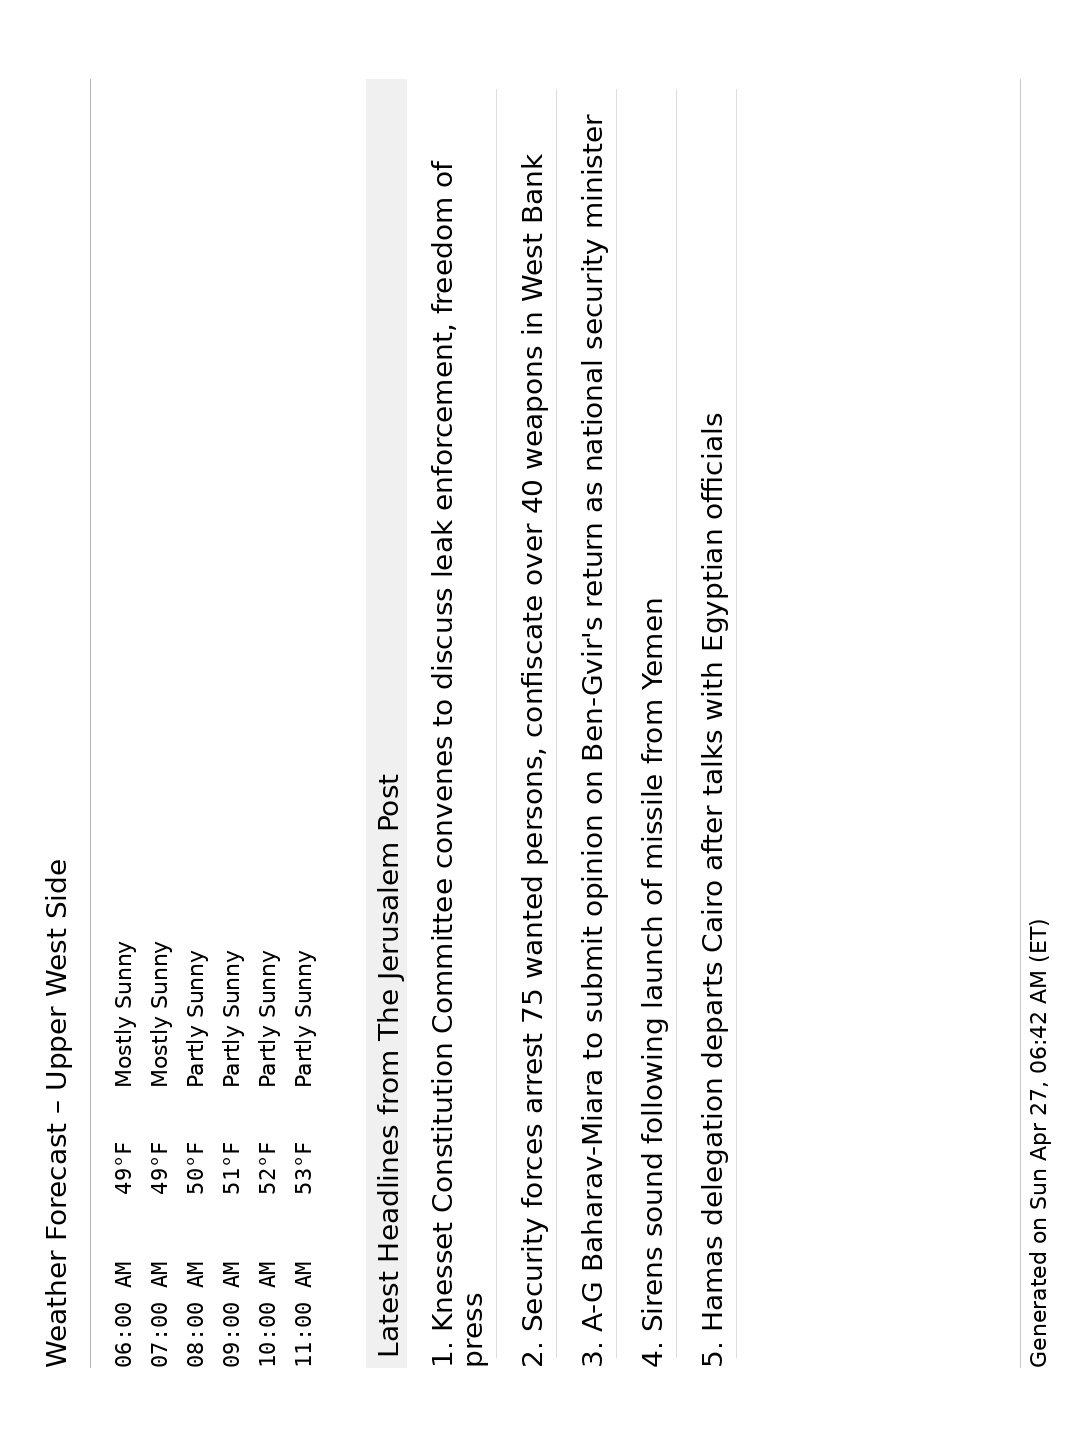 Weather Forecast – Upper West Side
06:00 AM 49°F Mostly Sunny
07:00 AM 49°F Mostly Sunny
08:00 AM 50°F Partly Sunny
09:00 AM 51°F Partly Sunny
10:00 AM 52°F Partly Sunny
11:00 AM 53°F Partly Sunny
Latest Headlines from The Jerusalem Post
1. Knesset Constitution Committee convenes to discuss leak enforcement, freedom of
press
2. Security forces arrest 75 wanted persons, confiscate over 40 weapons in West Bank
3. A-G Baharav-Miara to submit opinion on Ben-Gvir's return as national security minister
4. Sirens sound following launch of missile from Yemen
5. Hamas delegation departs Cairo after talks with Egyptian officials
Generated on Sun Apr 27, 06:42 AM (ET)